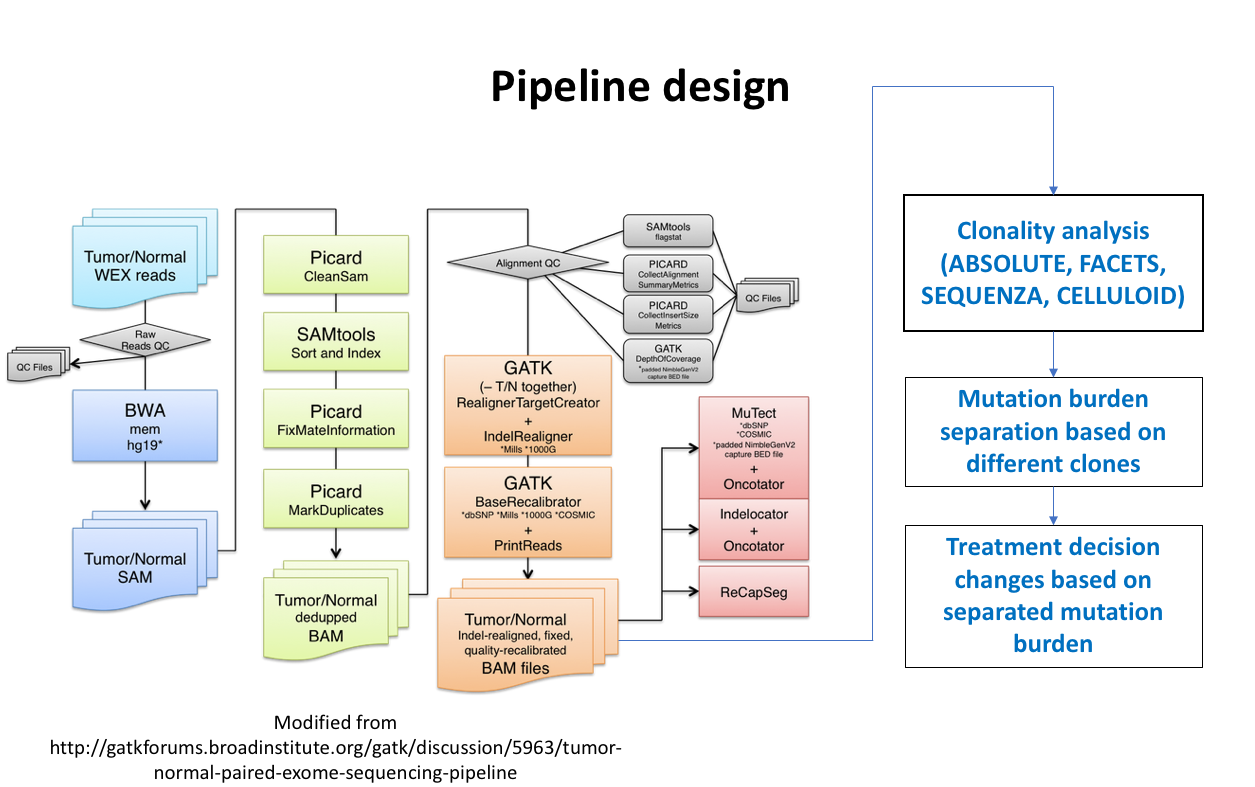 Pipeline design
Tumor/Normal
WEX reads
Raw
Reads QC
QC Files
BWA
mem
hg19*
Tumor/Normal
SAM
Picard
CleanSam
SAMtools
Sort and Index
Picard
FixMateInformation
Picard
MarkDuplicates
Tumor/Normal
dedupped
BAM
Alignment QC
SAMtools
flagstat
PICARD
CollectAlignment
SummaryMetrics
PICARD
CollectInsertSize
Metrics
GATK
DepthOfCoverage
*padded NimbleGenV2
capture BED file
QC Files
GATK
(– T/N together)
RealignerTargetCreator
+
IndelRealigner
*Mills *1000G
GATK
BaseRecalibrator
*dbSNP *Mills *1000G *COSMIC
+
PrintReads
Tumor/Normal
Indel-realigned, fixed,
quality-recalibrated
BAM files
MuTect
*dbSNP
*COSMIC
*padded NimbleGenV2
capture BED file
+
Oncotator
Indelocator
+
Oncotator
ReCapSeg
Clonality analysis
(ABSOLUTE, FACETS,
SEQUENZA, CELLULOID)
Mutation burden
separation based on
different clones
Treatment decision
changes based on
separated mutation
burden
Modified from
http://gatkforums.broadinstitute.org/gatk/discussion/5963/tumor-
normal-paired-exome-sequencing-pipeline